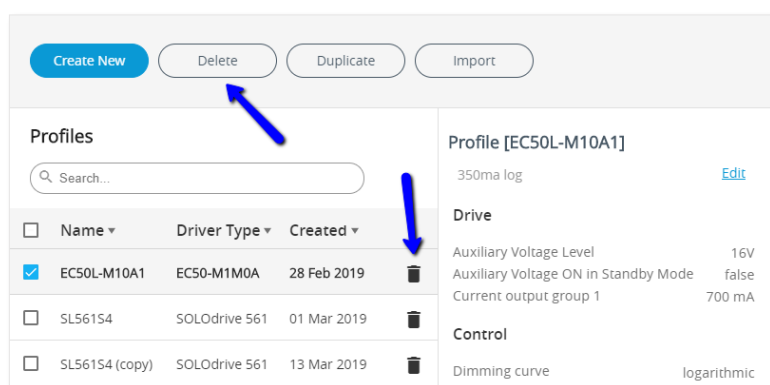 Create New Delete Duplicate Import
Profiles
Search...
Name Driver Type Created
EC50L-M10A1 EC50-M1M0A 28 Feb 2019
SL561S4 SOLOdrive 561 01 Mar 2019
SL561S4 (copy) SOLOdrive 561 13 Mar 2019
Profile [EC50L-M10A1]
350ma log Edit
Drive
Auxiliary Voltage Level 16V
Auxiliary Voltage ON in Standby Mode false
Current output group 1 700 mA
Control
Dimming curve logarithmic